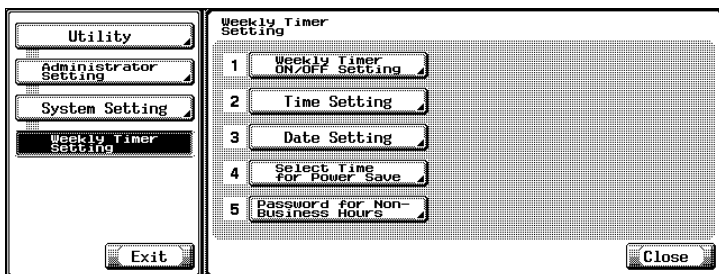 Utility
Administrator
Setting
System Setting
Weekly Timer
Setting
Exit
Weekly Timer
Setting
1 Weekly Timer
ON/OFF Setting
2 Time Setting
3 Date Setting
4 Select Time
for Power Save
5 Password for Non-
Business Hours
Close